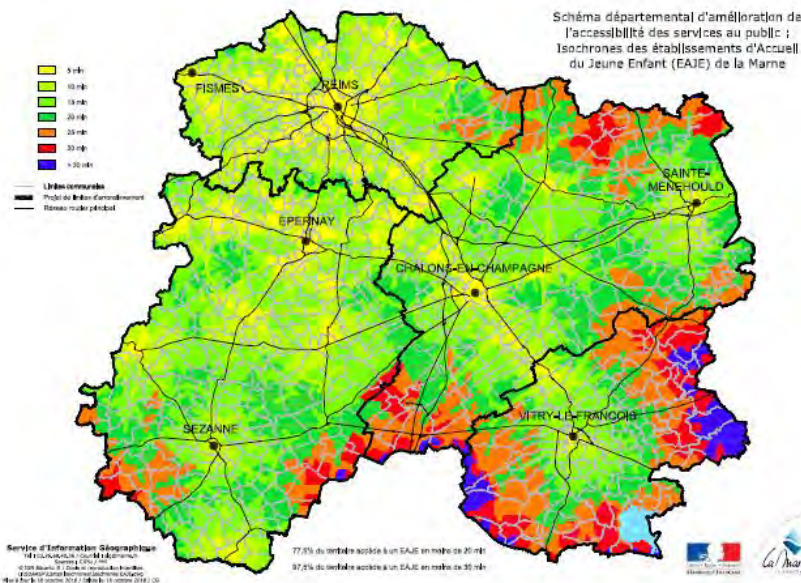 Schéma départemental d'amélioration de
l'accessibilité des services au public ;
Isochrones des établissements d'Accueil
du Jeune Enfant (EAJE) de la Marne
5 min
10 min
15 min
20 min
25 min
30 min
> 30 min
Limites communales
Projet de limites d'arrondissement
Réseau routier principal
FISMES
REIMS
SAINTE-
MENEHOULD
EPERNAY
CHALONS-EN-CHAMPAGNE
VITRY-LE-FRANCOIS
SEZANNE
Service d'Information Géographique
77,5% du territoire accède à un EAJE en moins de 20 min
97,6% du territoire accède à un EAJE en moins de 30 min
La Marne